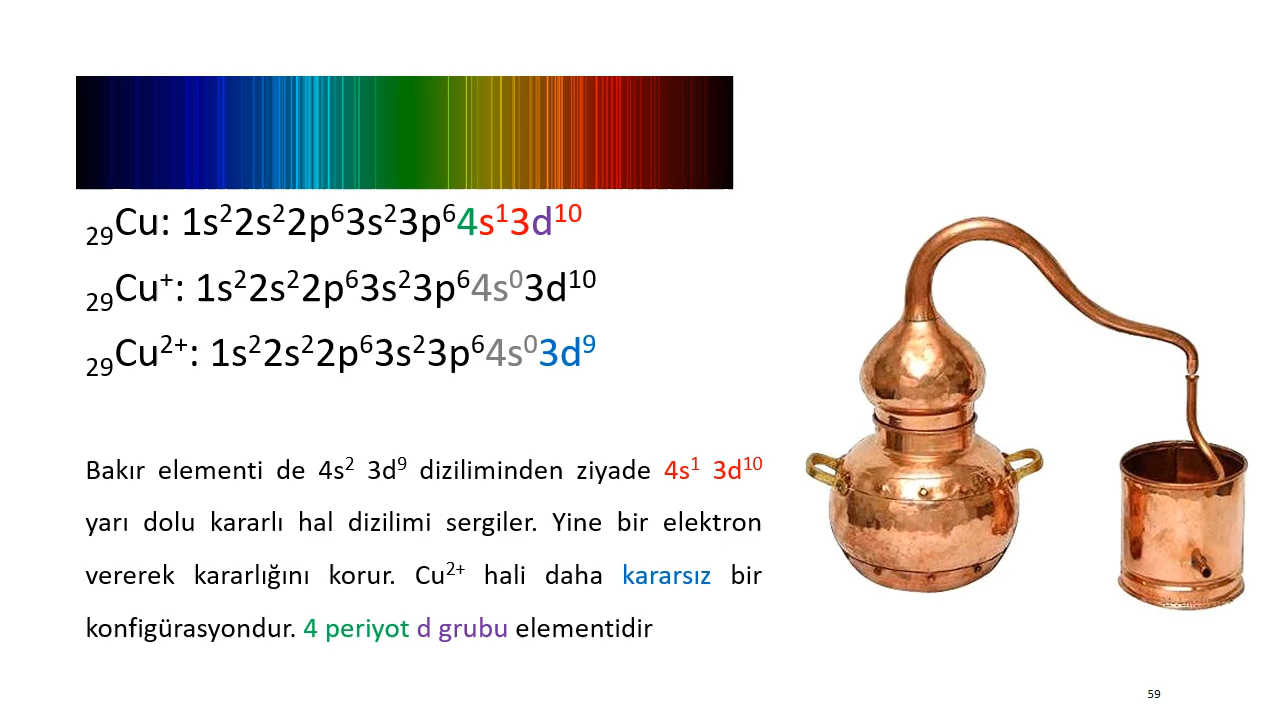 ₂₉Cu: 1s²2s²2p⁶3s²3p⁶4s¹3d¹⁰
₂₉Cu⁺: 1s²2s²2p⁶3s²3p⁶4s⁰3d¹⁰
₂₉Cu²⁺: 1s²2s²2p⁶3s²3p⁶4s⁰3d⁹
Bakır elementi de 4s² 3d⁹ diziliminden ziyade 4s¹ 3d¹⁰
yarı dolu kararlı hal dizilimi sergiler. Yine bir elektron
vererek kararlığını korur. Cu²⁺ hali daha kararsız bir
konfigürasyondur. 4 periyot d grubu elementidir
59